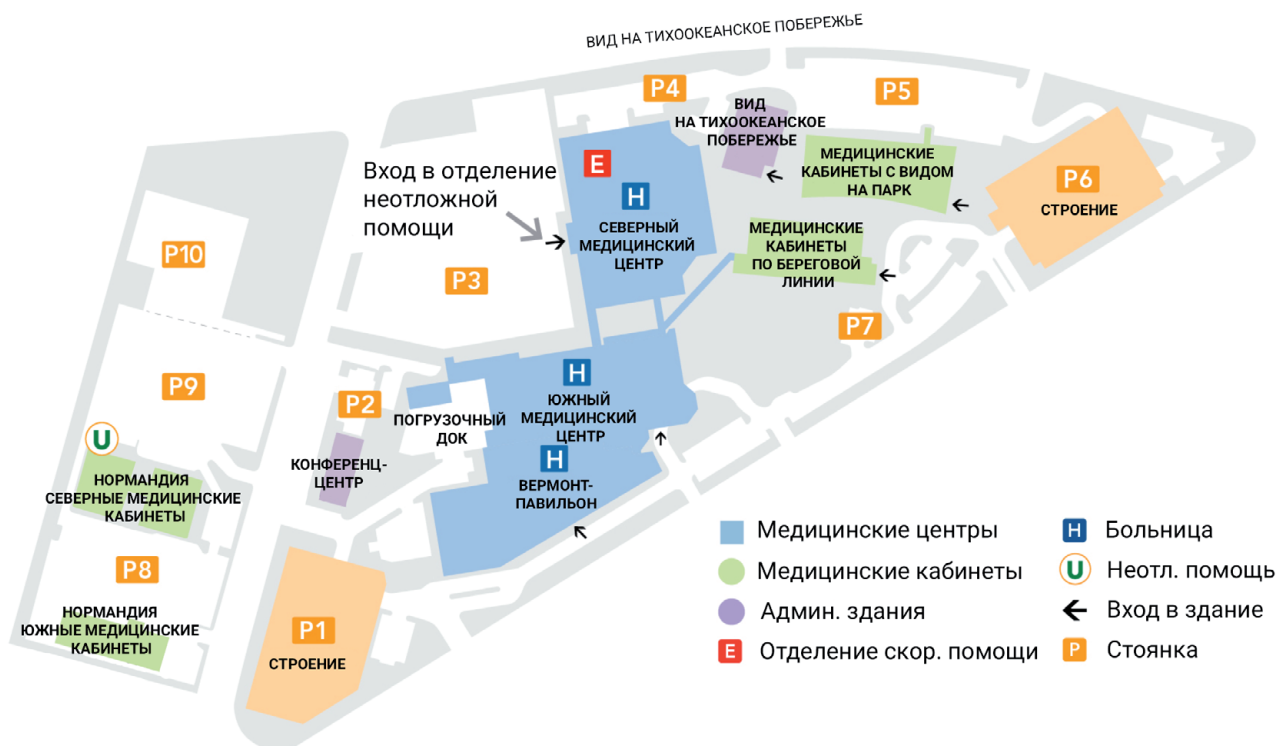 ВИД НА ТИХООКЕАНСКОЕ ПОБЕРЕЖЬЕ
P4
P5
ВИД
НА ТИХООКЕАНСКОЕ
ПОБЕРЕЖЬЕ
E
H
СЕВЕРНЫЙ
МЕДИЦИНСКИЙ
ЦЕНТР
Вход в отделение
неотложной
помощи
МЕДИЦИНСКИЕ
КАБИНЕТЫ С ВИДОМ
НА ПАРК
P6
СТРОЕНИЕ
МЕДИЦИНСКИЕ
КАБИНЕТЫ
ПО БЕРЕГОВОЙ
ЛИНИИ
P10
P3
P7
P9
P2
H
ЮЖНЫЙ
МЕДИЦИНСКИЙ
ЦЕНТР
ПОГРУЗОЧНЫЙ
ДОК
U
КОНФЕРЕНЦ-
ЦЕНТР
H
ВЕРМОНТ-
ПАВИЛЬОН
НОРМАНДИЯ
СЕВЕРНЫЕ МЕДИЦИНСКИЕ
КАБИНЕТЫ
P8
НОРМАНДИЯ
ЮЖНЫЕ МЕДИЦИНСКИЕ
КАБИНЕТЫ
P1
СТРОЕНИЕ
Медицинские центры
Медицинские кабинеты
Админ. здания
E Отделение скор. помощи
H Больница
U Неотл. помощь
Вход в здание
P Стоянка